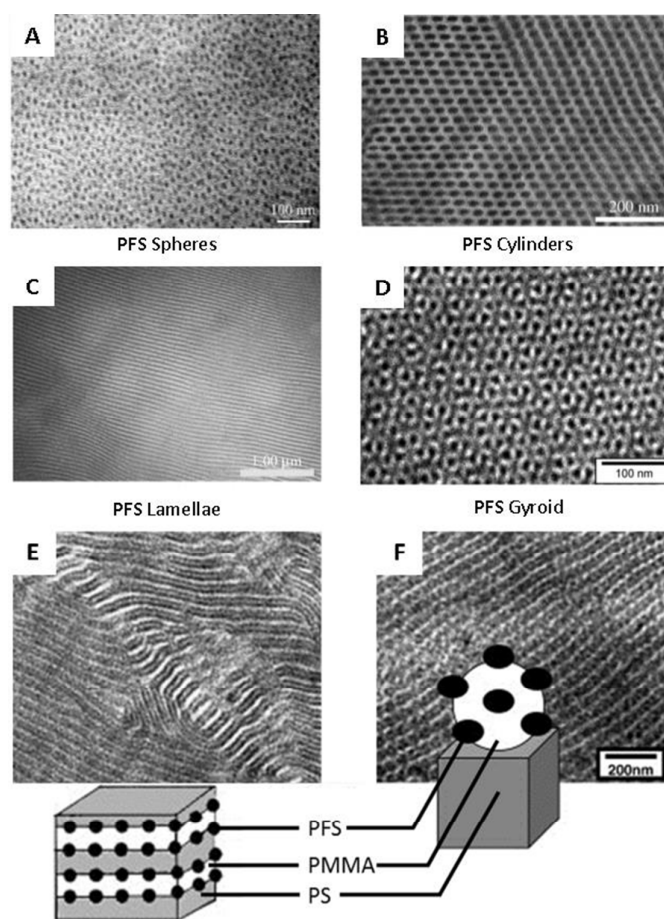 A
B
100 nm
200 nm
PFS Spheres
PFS Cylinders
C
D
1.00 µm
100 nm
PFS Lamellae
PFS Gyroid
E
F
200nm
PFS
PMMA
PS